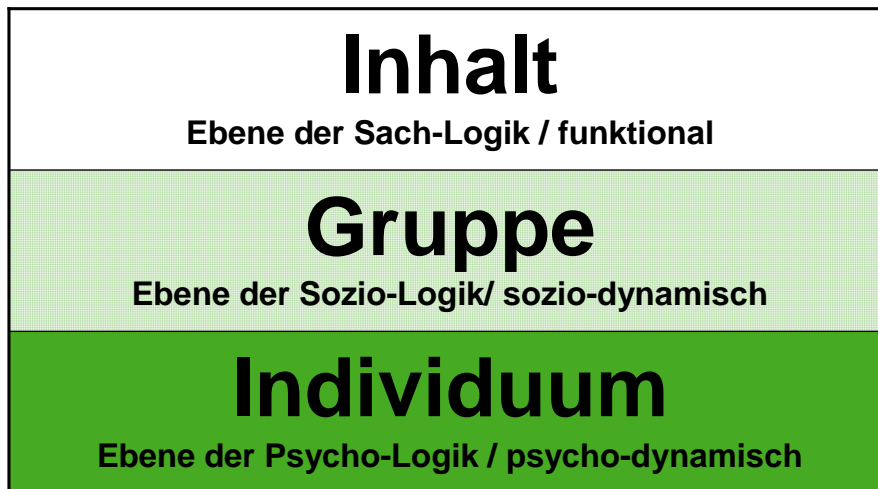 Inhalt
Ebene der Sach-Logik / funktional
Gruppe
Ebene der Sozio-Logik/ sozio-dynamisch
Individuum
Ebene der Psycho-Logik / psycho-dynamisch